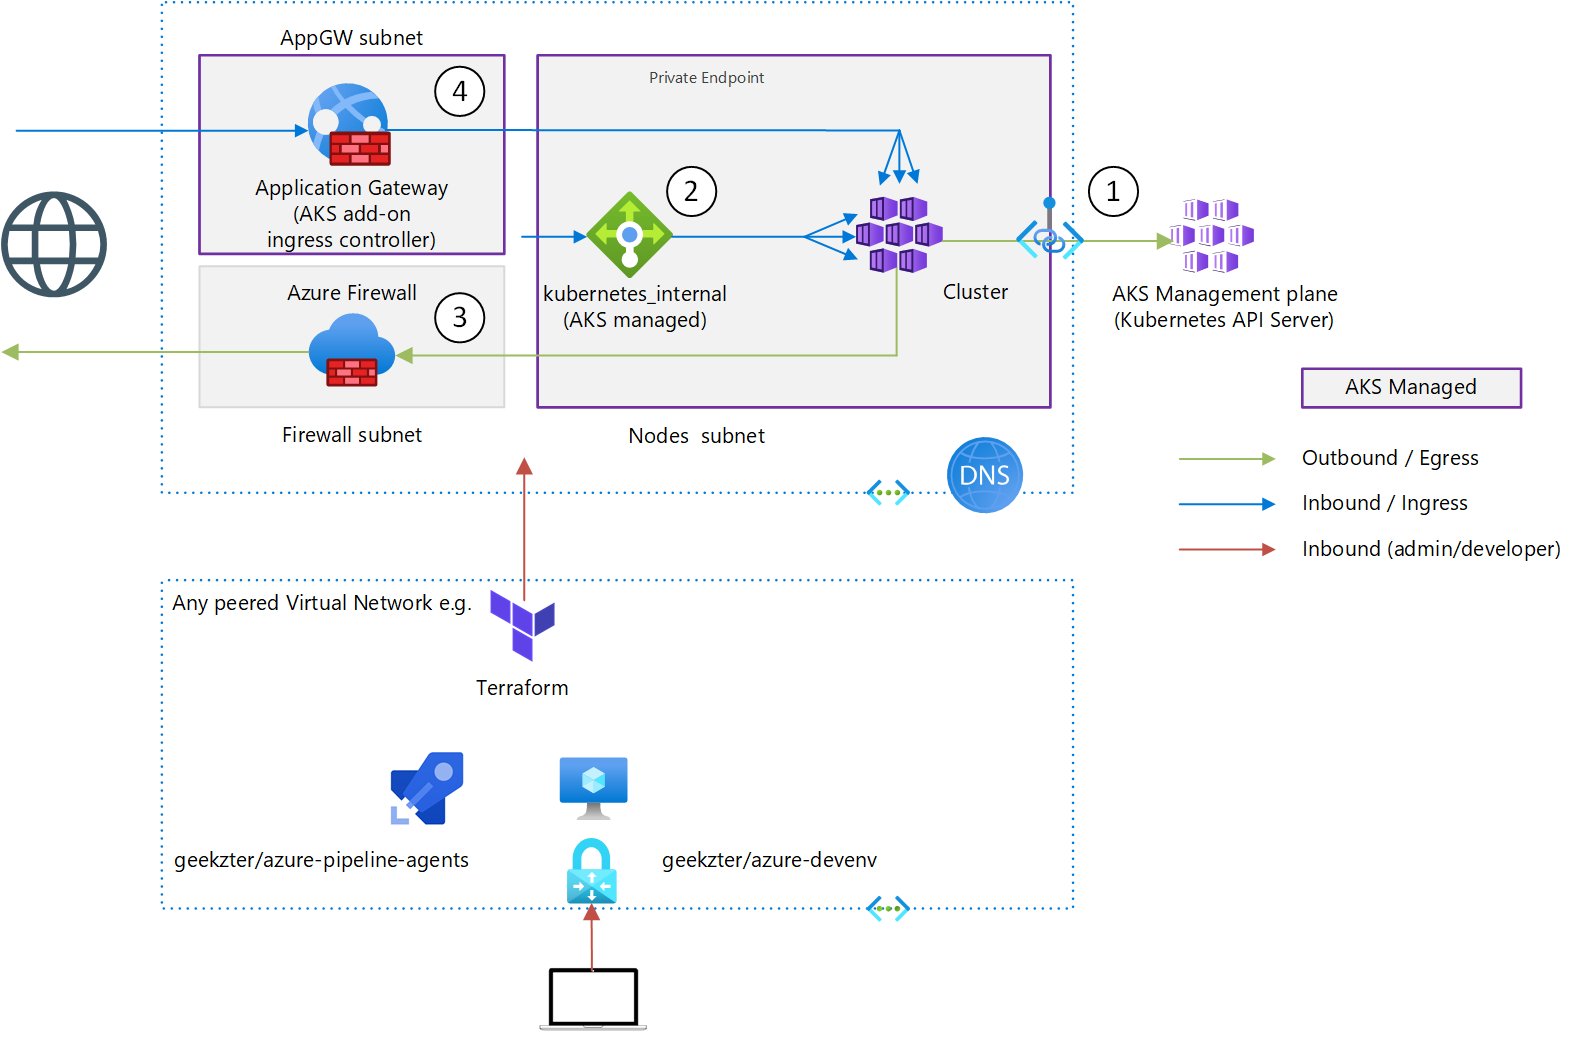 AppGW subnet
4
Application Gateway
(AKS add-on
ingress controller)
Private Endpoint
2
kubernetes_internal
(AKS managed)
Cluster
1
AKS Management plane
(Kubernetes API Server)
Azure Firewall
3
Firewall subnet
Nodes subnet
DNS
AKS Managed
Outbound / Egress
Inbound / Ingress
Inbound (admin/developer)
Any peered Virtual Network e.g.
Terraform
geekzter/azure-pipeline-agents
geekzter/azure-devenv